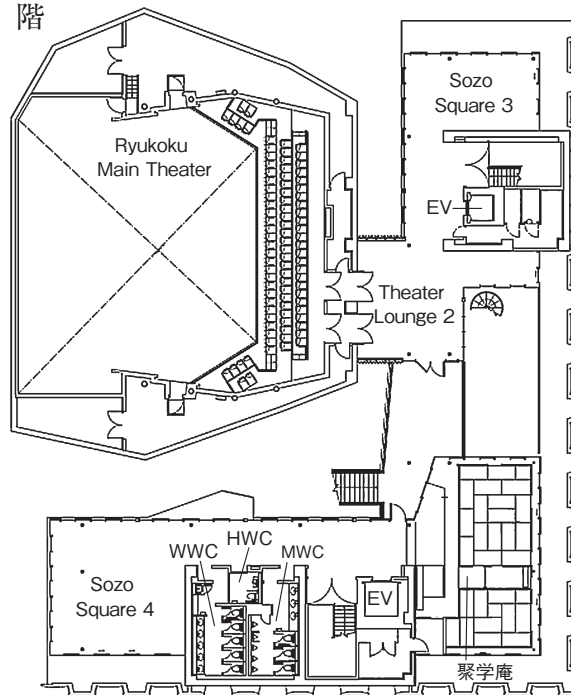 階
Ryukoku
Main Theater
Sozo
Square 3
EV
Theater
Lounge 2
HWC
WWC
MWC
Sozo
Square 4
EV
聚学庵